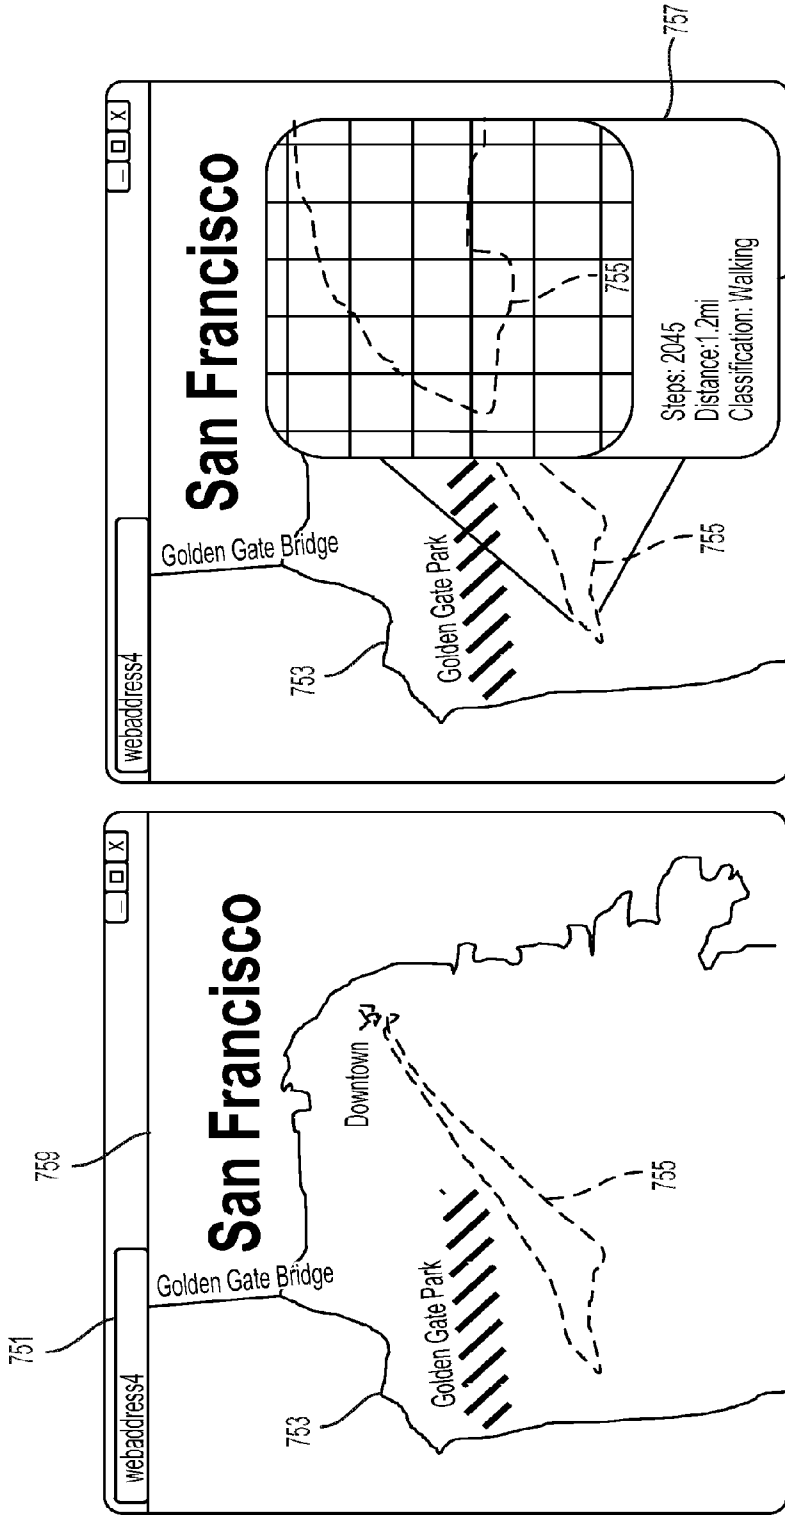 751
759
webaddress4
_ X
Golden Gate Bridge
San Francisco
753
Downtown
Golden Gate Park
755
webaddress4
_ X
Golden Gate Bridge
San Francisco
753
Golden Gate Park
755
755
Steps: 2045
Distance:1.2mi
Classification: Walking
757